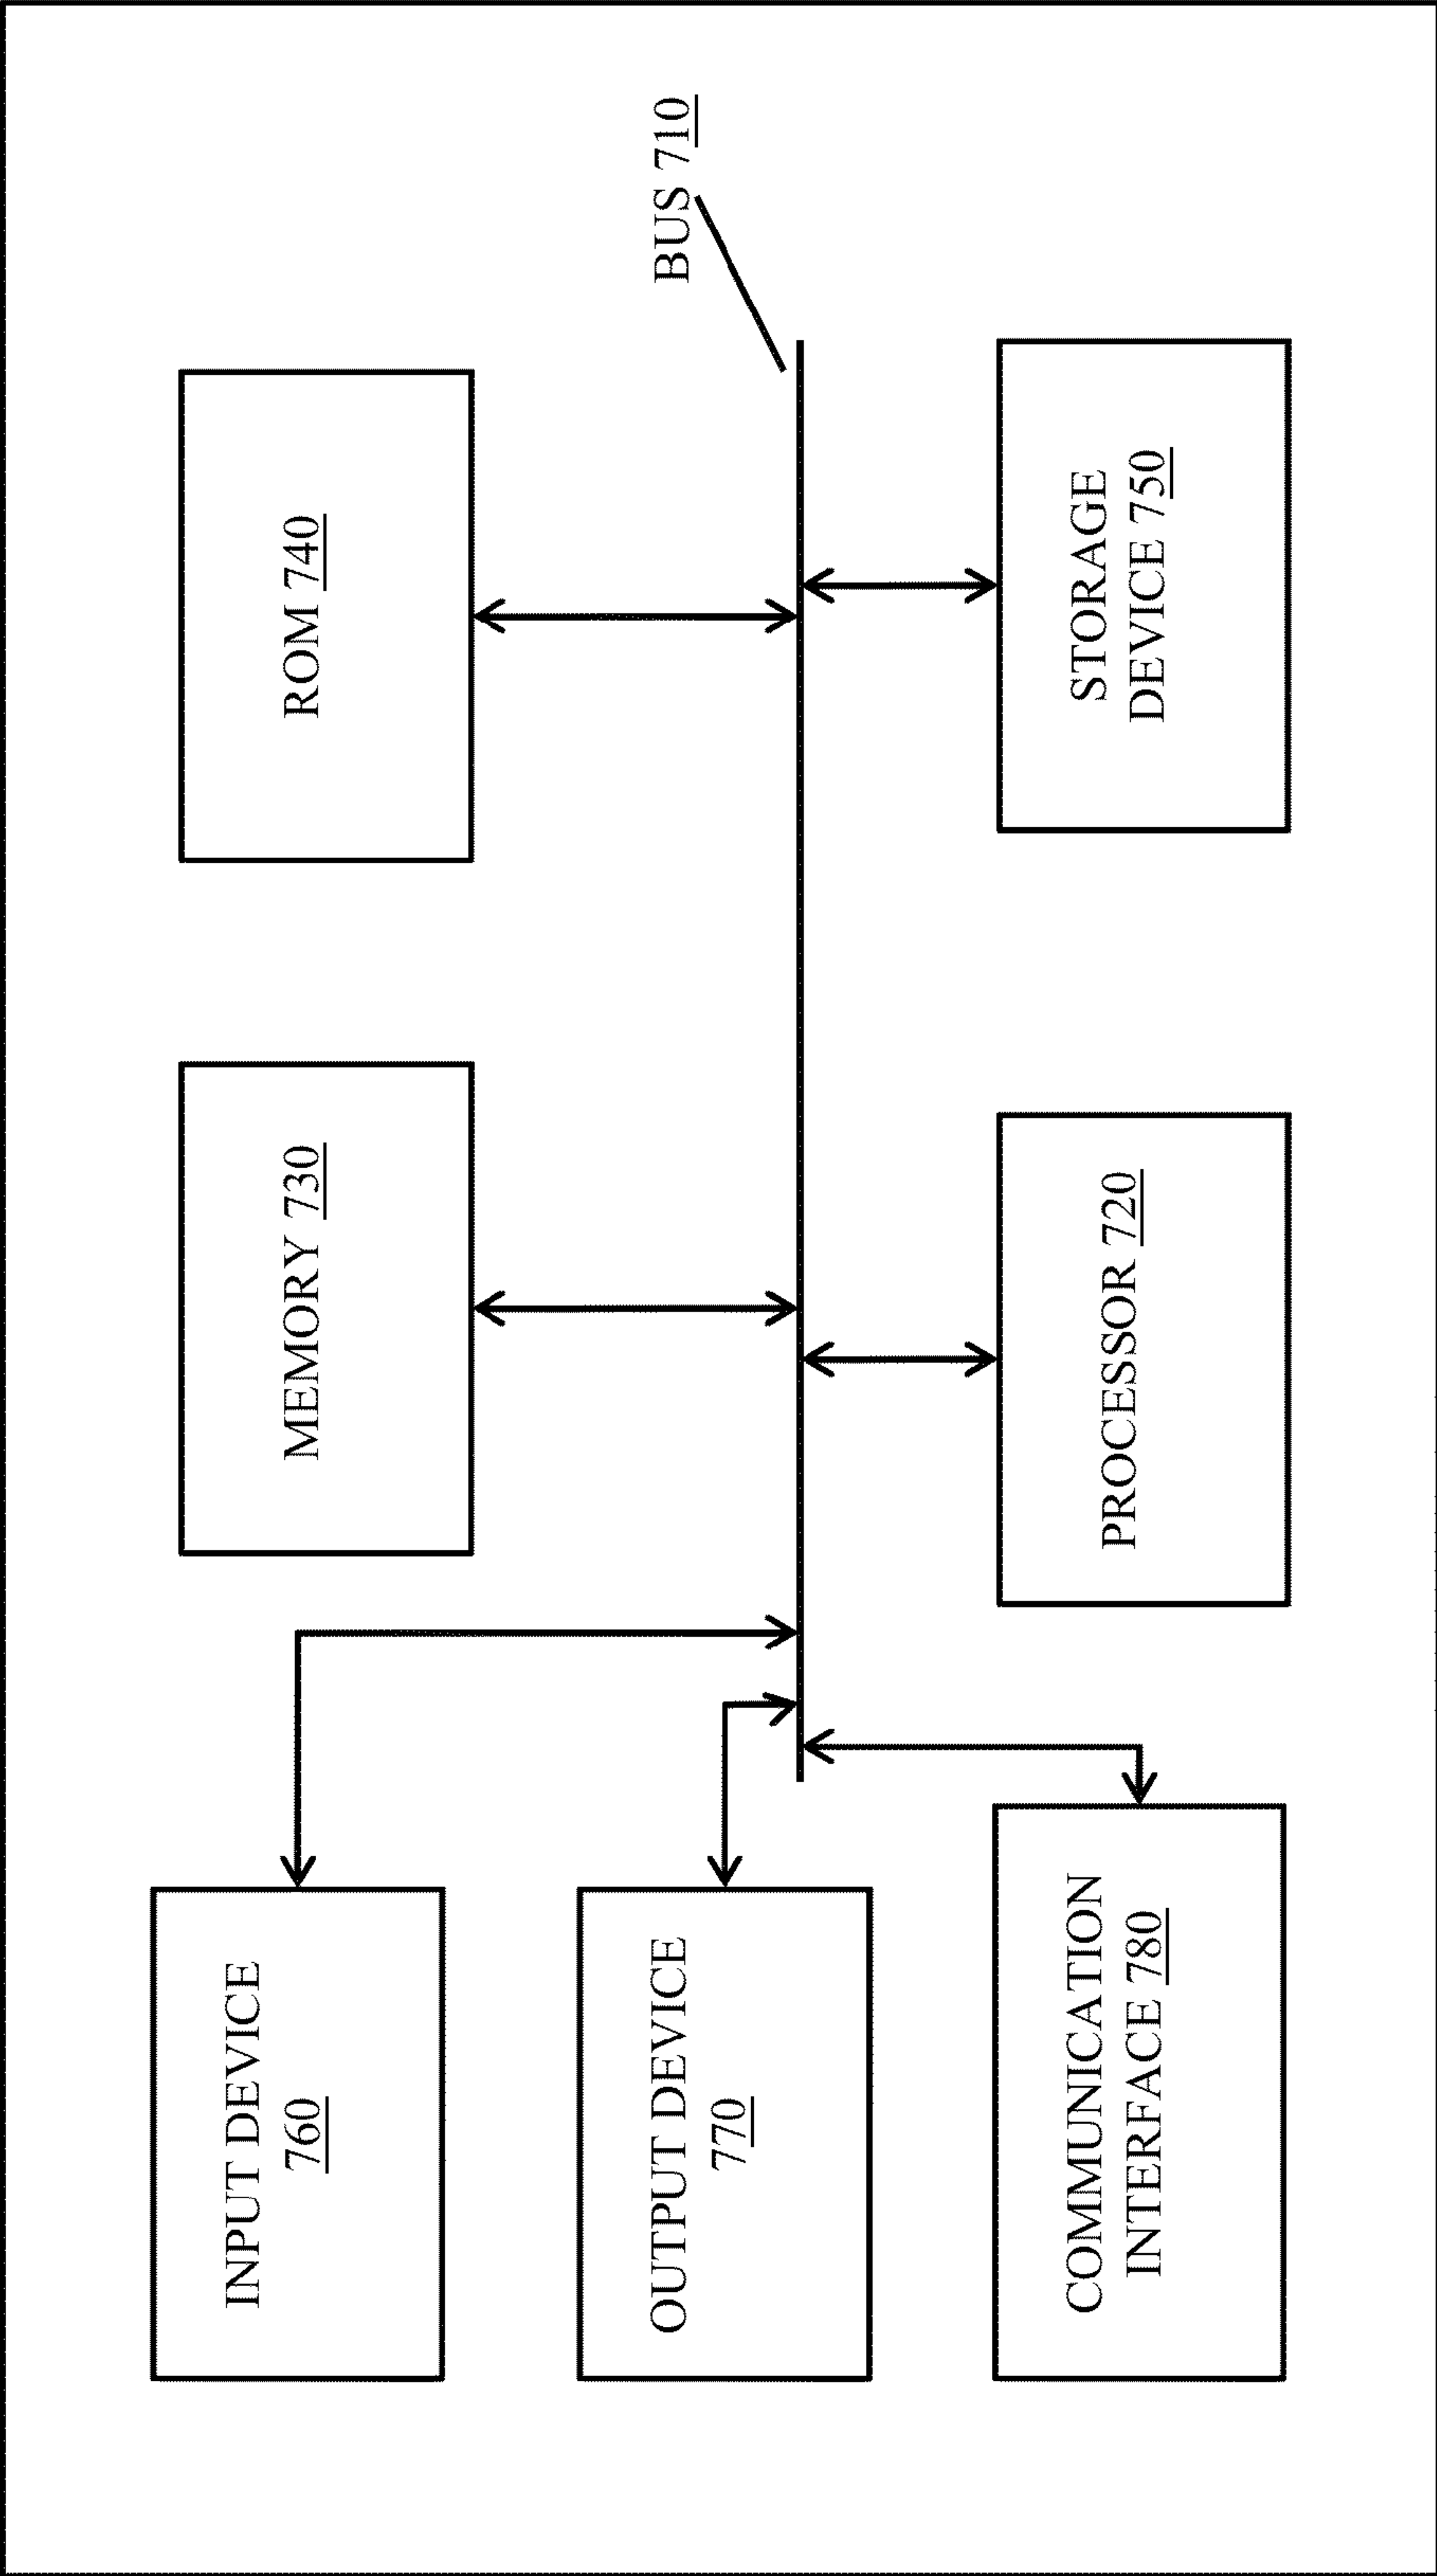 INPUT DEVICE
760
MEMORY 730
ROM 740
OUTPUT DEVICE
770
BUS 710
COMMUNICATION
INTERFACE 780
PROCESSOR 720
STORAGE
DEVICE 750